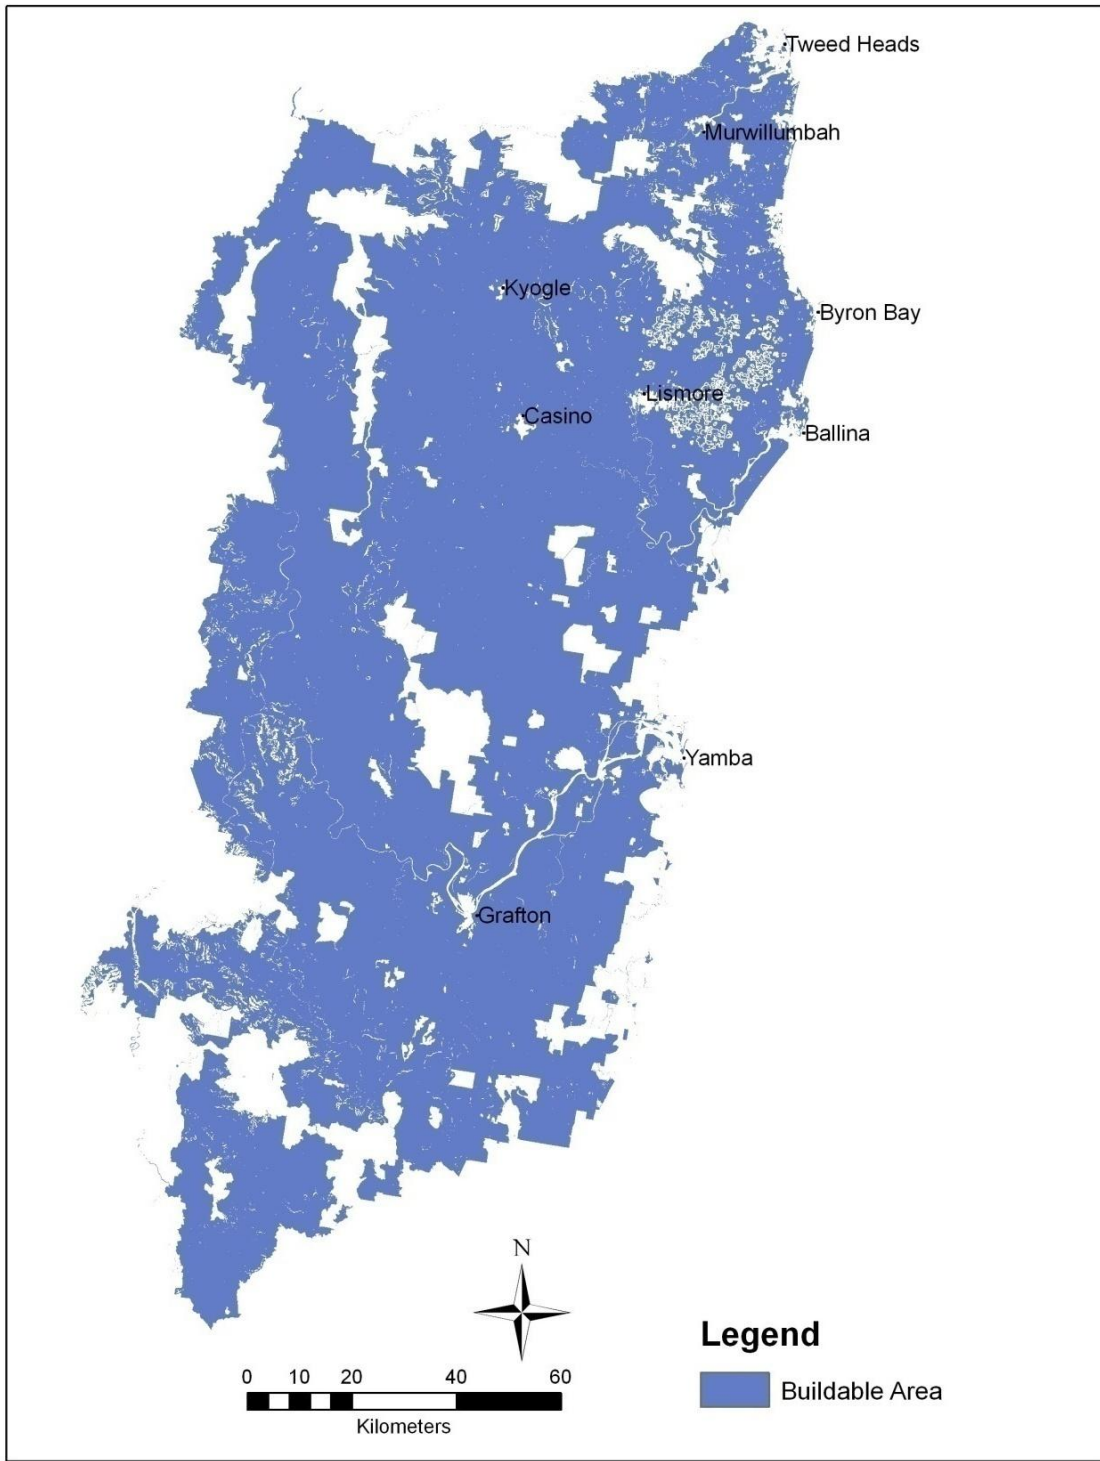 Tweed Heads
Murwillumbah
Kyogle
Byron Bay
Lismore
Casino
Ballina
Yamba
Grafton
N
Legend
0 10 20 40 60
Kilometers
Buildable Area